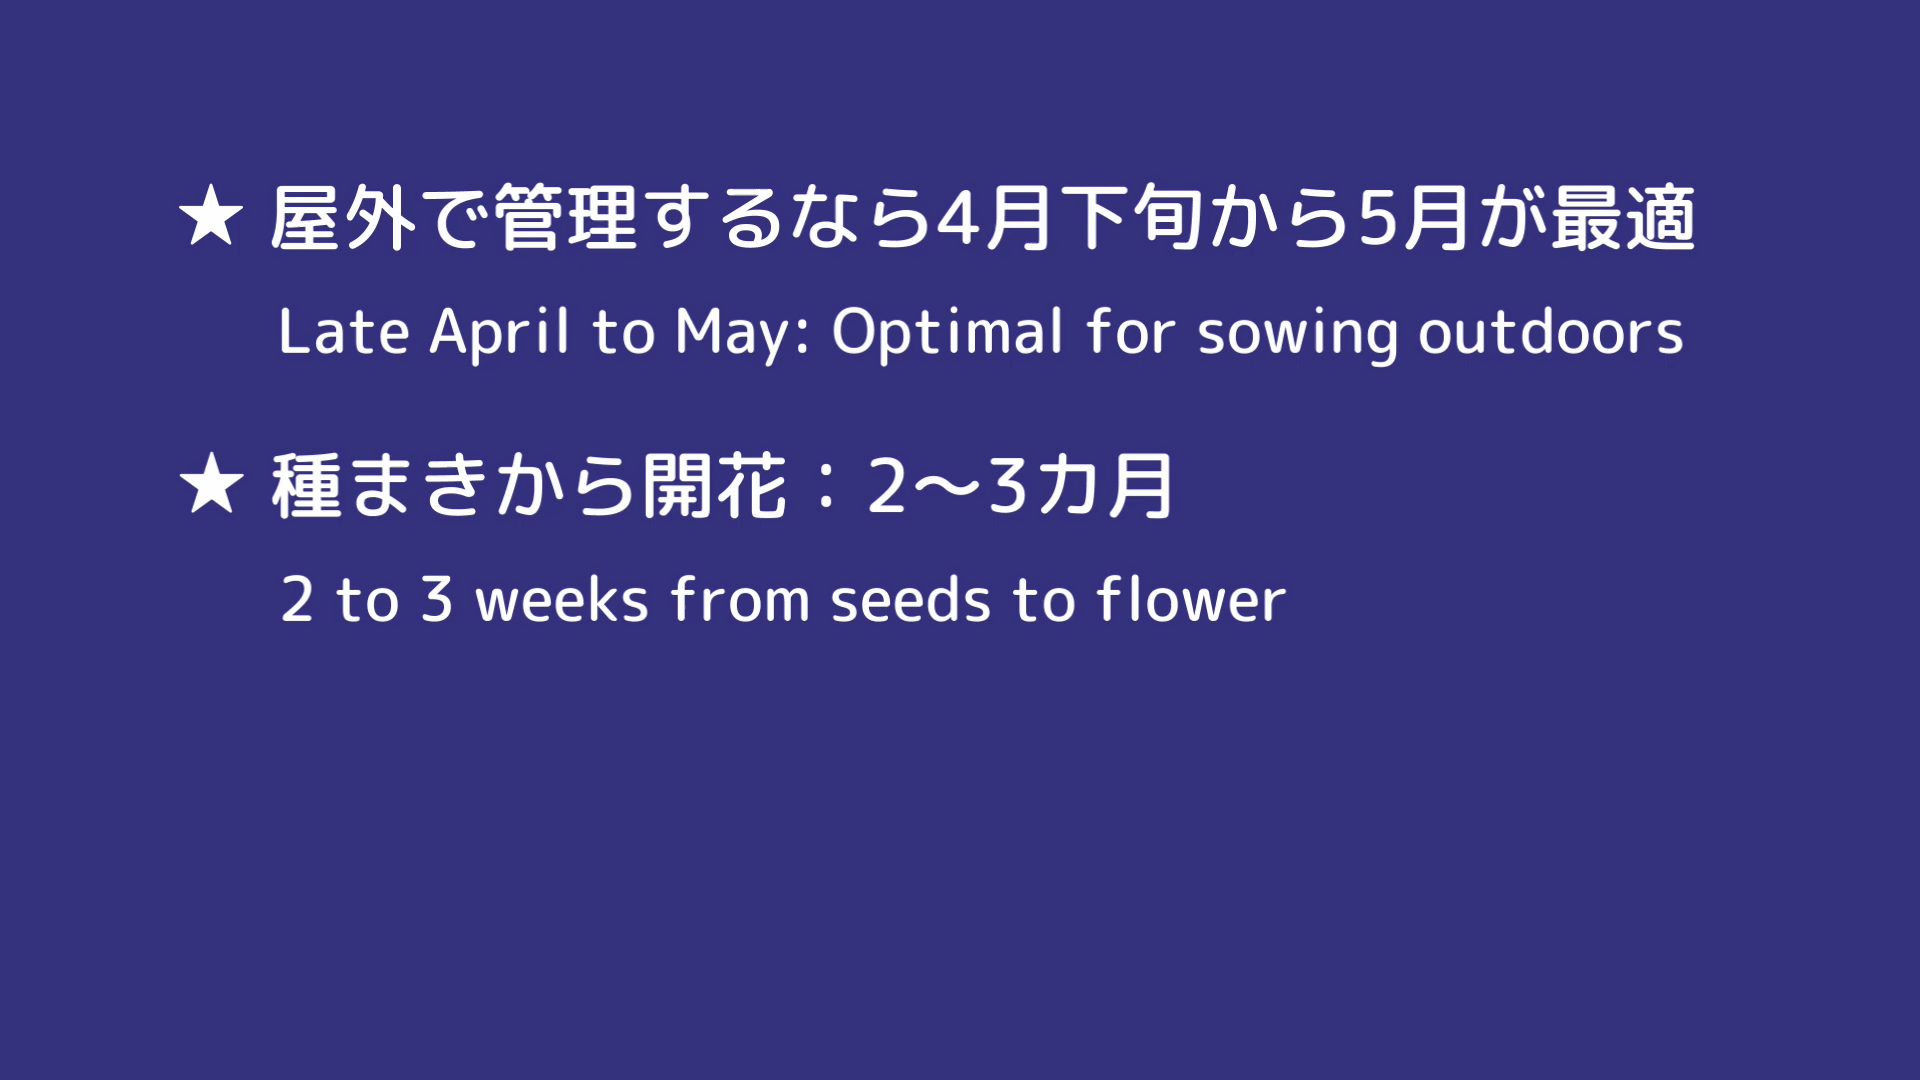 ★ 屋外で管理するなら4月下旬から5月が最適
Late April to May: Optimal for sowing outdoors
★ 種まきから開花：2〜3カ月
2 to 3 weeks from seeds to flower